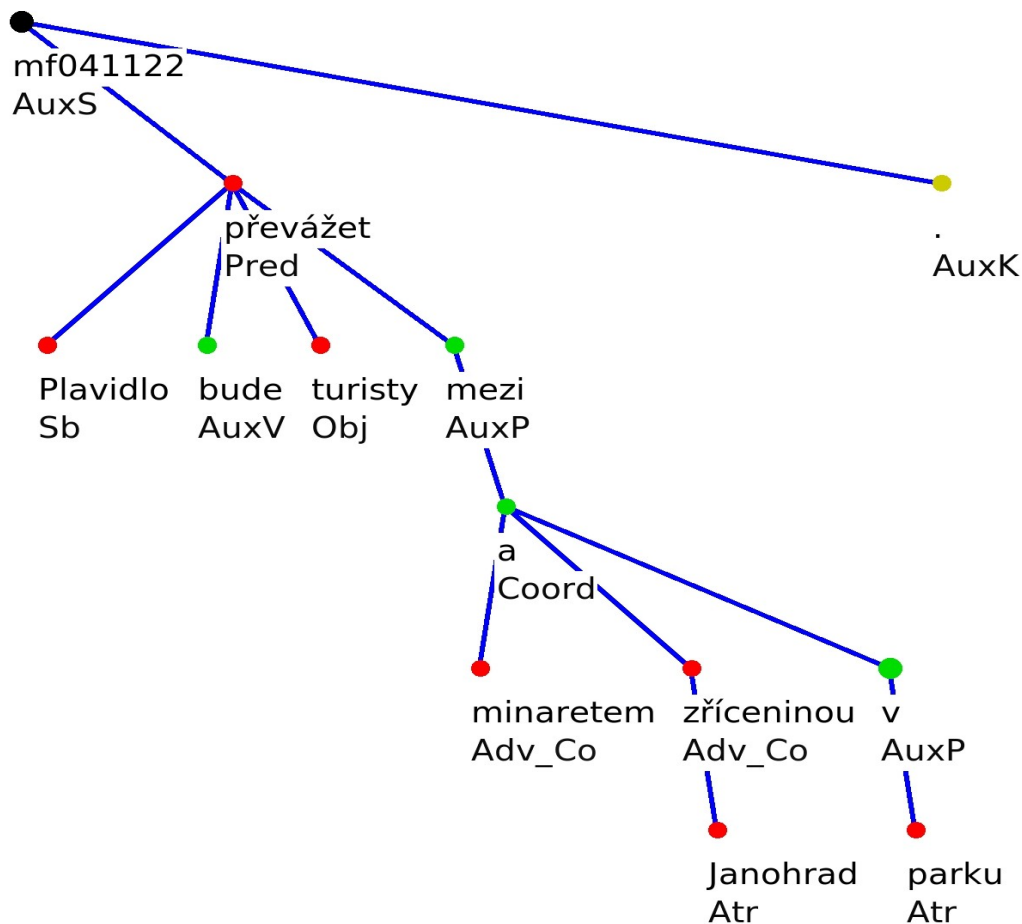 mf041122
AuxS
převážet
Pred
.
AuxK
Plavidlo
Sb
bude
AuxV
turisty
Obj
mezi
AuxP
a
Coord
minaretem
Adv_Co
zříceninou
Adv_Co
v
AuxP
Janohrad
Atr
parku
Atr